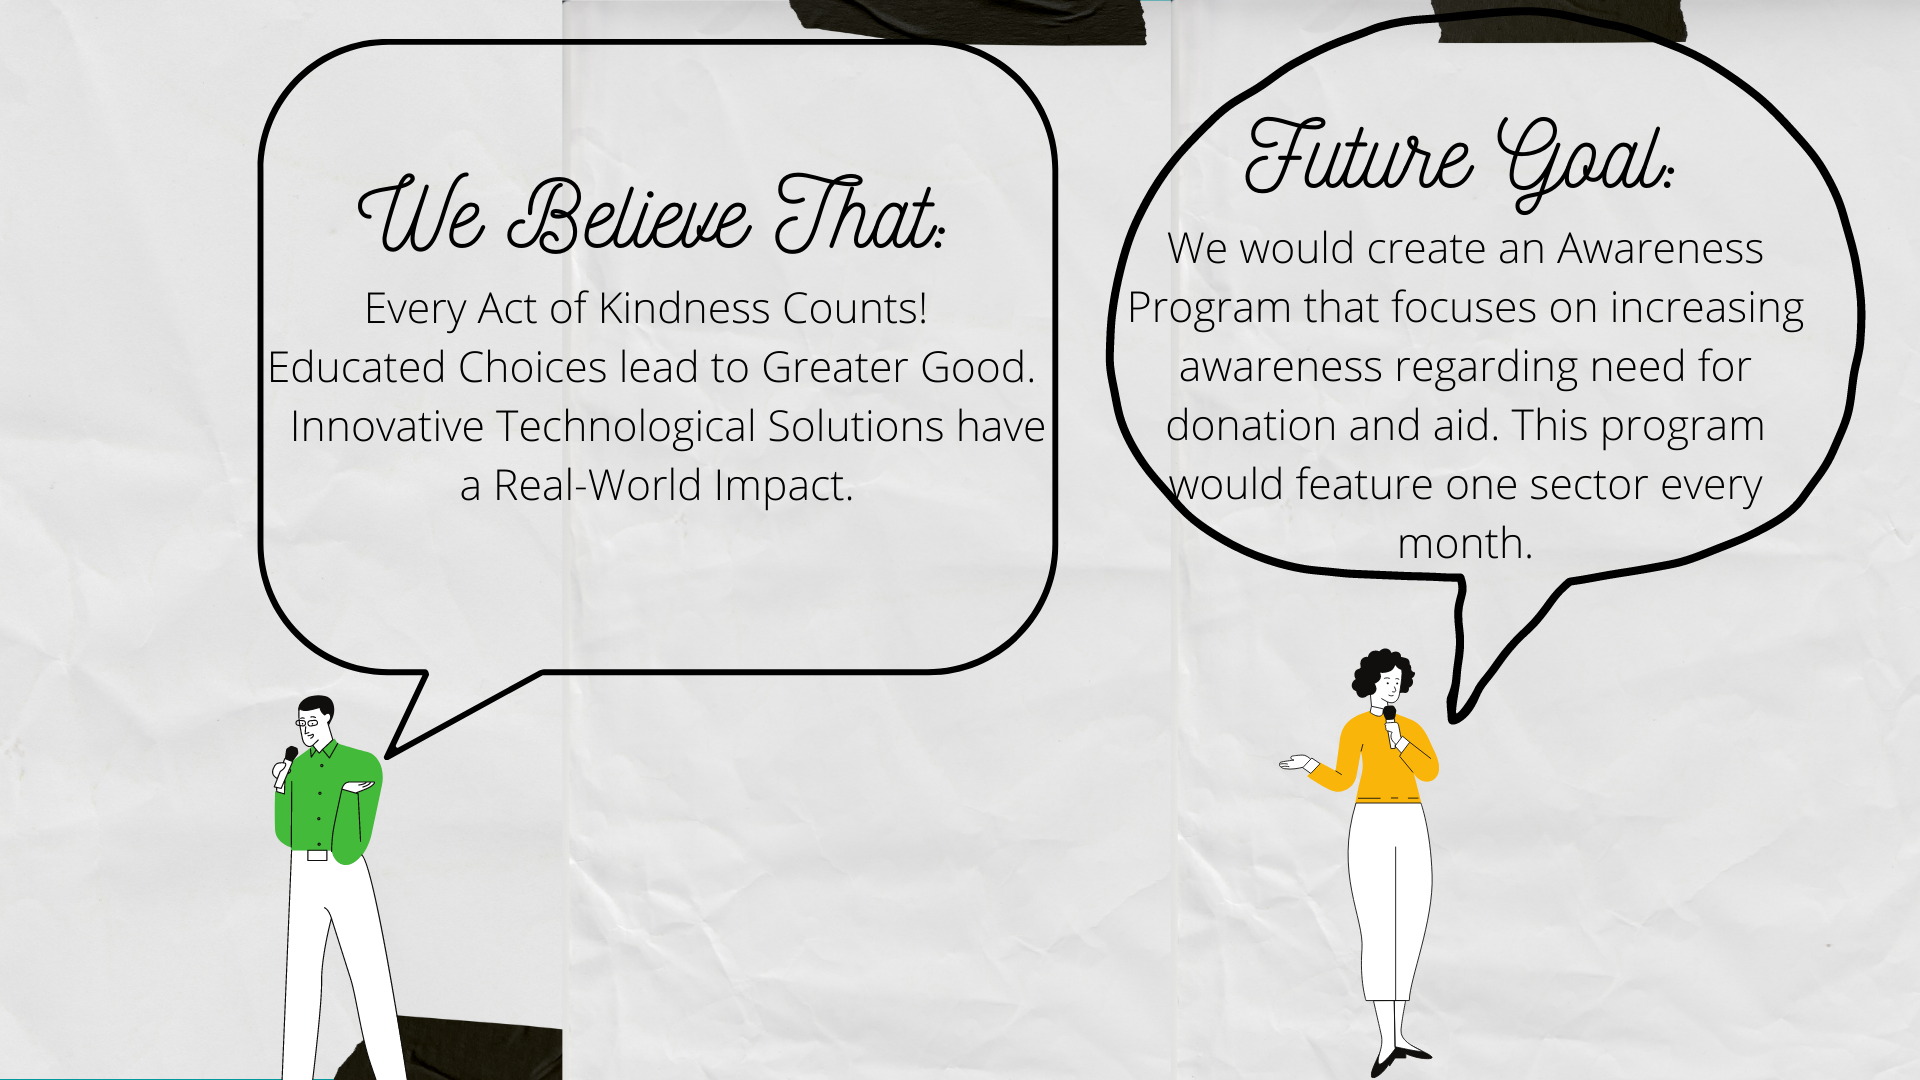 We Believe That:
Every Act of Kindness Counts!
Educated Choices lead to Greater Good.
Innovative Technological Solutions have
a Real-World Impact.
Future Goal:
We would create an Awareness
Program that focuses on increasing
awareness regarding need for
donation and aid. This program
would feature one sector every
month.